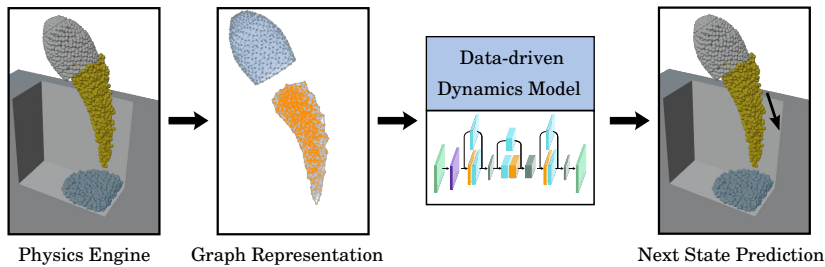 Data-driven
Dynamics Model
Physics Engine
Graph Representation
Next State Prediction